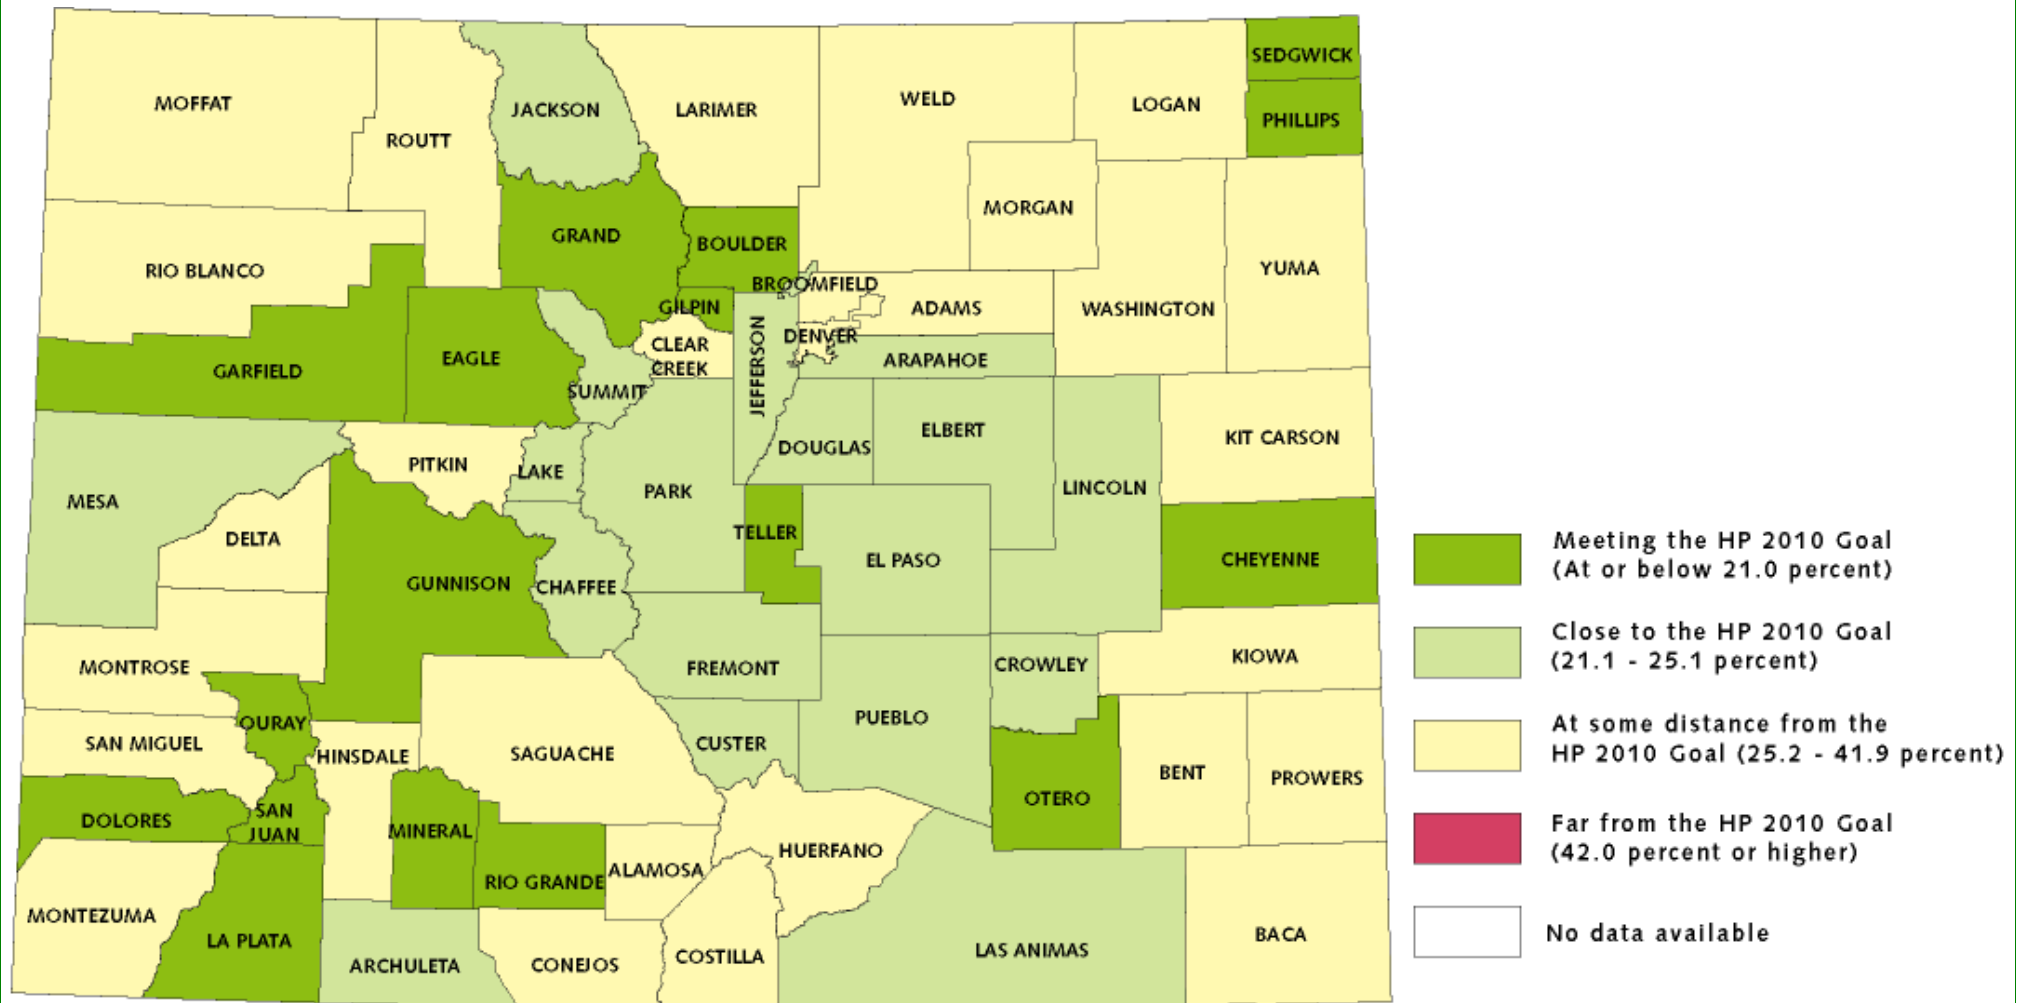 SEDGWICK
MOFFAT
JACKSON
LARIMER
WELD
LOGAN
PHILLIPS
ROUTT
MORGAN
GRAND
BOULDER
RIO BLANCO
YUMA
BROOMFIELD
GILPIN
ADAMS
WASHINGTON
DENVER
CLEAR
CREEK
JEFFERSON
ARAPAHOE
EAGLE
GARFIELD
SUMMIT
ELBERT
KIT CARSON
DOUGLAS
PITKIN
LAKE
PARK
LINCOLN
MESA
TELLER
DELTA
EL PASO
CHEYENNE
GUNNISON
CHAFFEE
MONTROSE
FREMONT
CROWLEY
KIOWA
OURAY
PUEBLO
SAN MIGUEL
HINSDALE
SAGUACHE
CUSTER
BENT
PROWERS
OTERO
DOLORES
SAN
JUAN
MINERAL
HUERFANO
ALAMOSA
RIO GRANDE
MONTEZUMA
LA PLATA
ARCHULETA
CONEJOS
COSTILLA
LAS ANIMAS
BACA
Meeting the HP 2010 Goal
(At or below 21.0 percent)
Close to the HP 2010 Goal
(21.1 - 25.1 percent)
At some distance from the
HP 2010 Goal (25.2 - 41.9 percent)
Far from the HP 2010 Goal
(42.0 percent or higher)
No data available